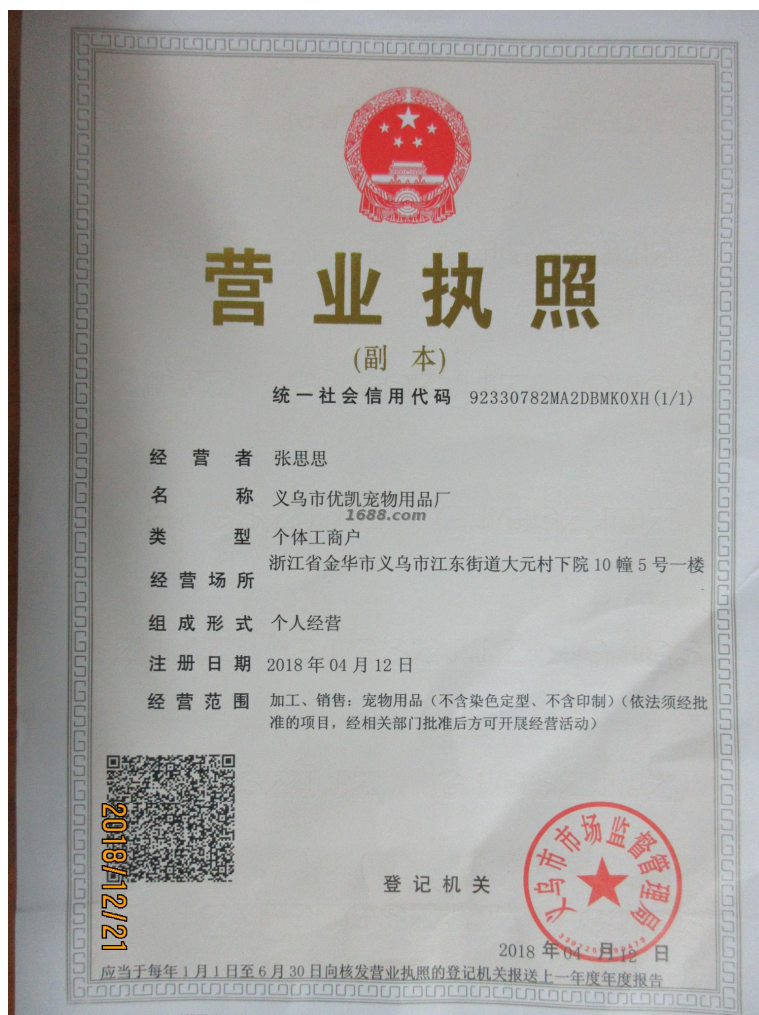 营业执照
(副 本)
统一社会信用代码 92330782MA2DBMK0XH(1/1)
经营者 张思思
名称 义乌市优凯宠物用品厂
1688.com
类型 个体工商户
经营场所 浙江省金华市义乌市江东街道大元村下院10幢5号一楼
组成形式 个人经营
注册日期 2018年04月12日
经营范围 加工、销售：宠物用品（不含染色定型、不含印制）（依法须经批
准的项目，经相关部门批准后方可开展经营活动）
2018/12/21
登记机关
义乌市市场监督管理局
2018年04月12日
应当于每年1月1日至6月30日向核发营业执照的登记机关报送上一年度年度报告